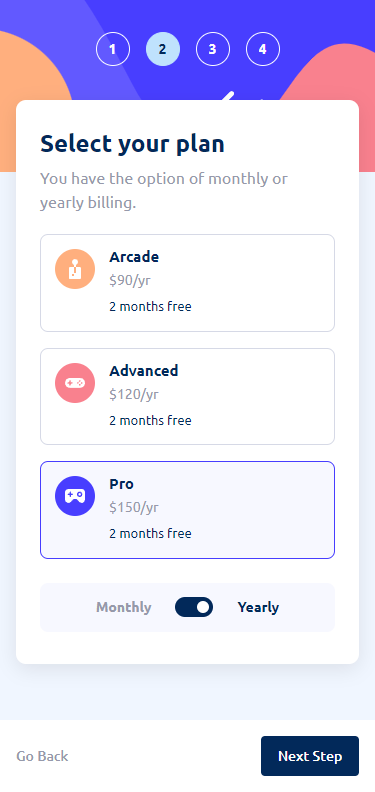 1 2 3 4
Select your plan
You have the option of monthly or
yearly billing.
Arcade
$90/yr
2 months free
Advanced
$120/yr
2 months free
Pro
$150/yr
2 months free
Monthly Yearly
Go Back Next Step